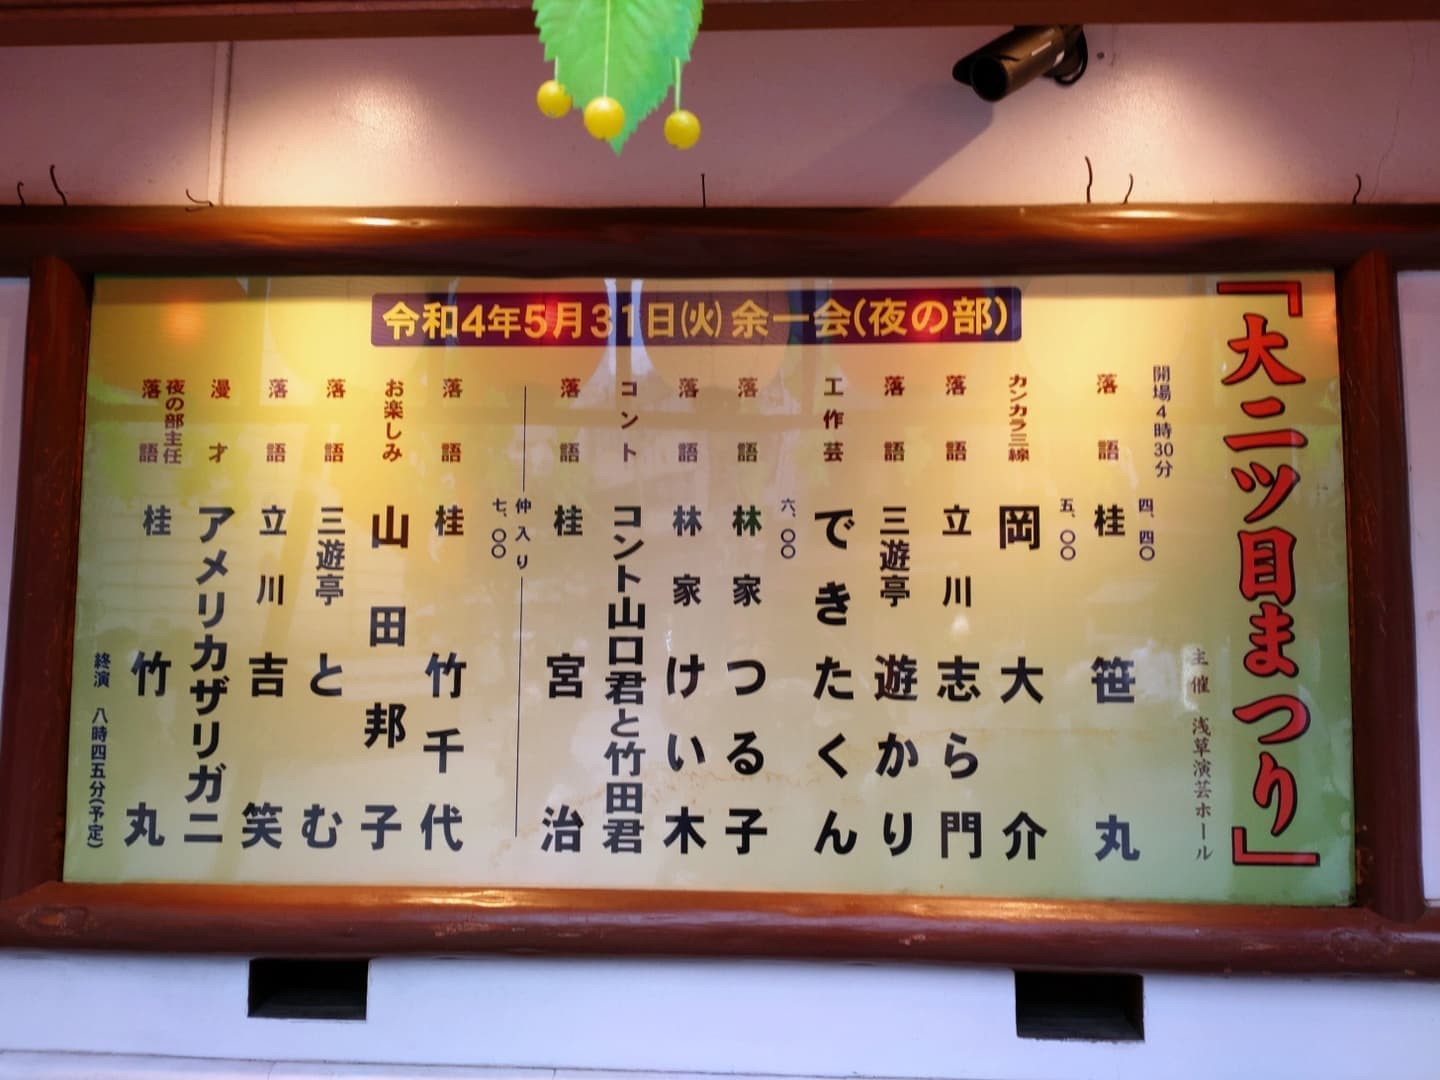 令和4年5月31日(火) 余一会(夜の部)
「大二ツ目まつり」
主催 浅草演芸ホール
開場4時30分
四、四〇
落語 桂 笹丸
五、〇〇
カンカラ三線 岡 大介
落語 立川 志ら門
落語 三遊亭 遊かり
工作芸 できたくん
六、〇〇
落語 林家 つる子
落語 林家 けい木
コント コント山口君と竹田君
落語 桂 宮治
仲入り
七、〇〇
落語 桂 竹千代
お楽しみ 山田邦子
落語 三遊亭 とむ
落語 立川 吉笑
漫才 アメリカザリガニ
夜の部主任
落語 桂 竹丸
終演 八時四五分(予定)